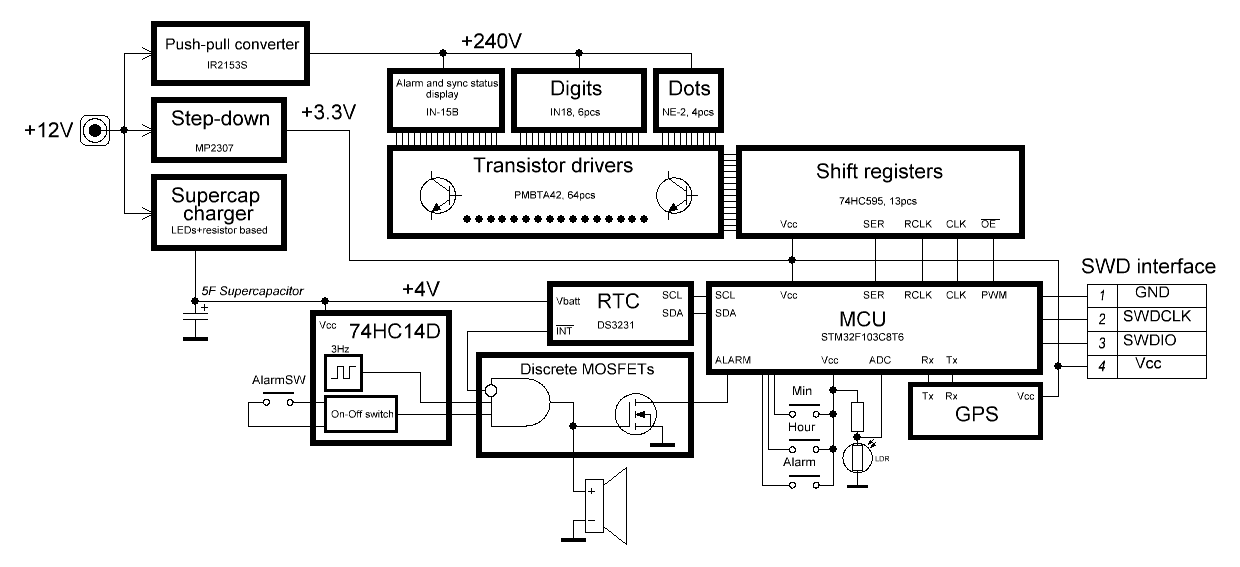 +240V
Push-pull converter
IR2153S
Alarm and sync status
display
IN-15B
Digits
IN18, 6pcs
Dots
NE-2, 4pcs
+12V
Step-down
MP2307
+3.3V
Transistor drivers
PMBTA42, 64pcs
Shift registers
74HC595, 13pcs
Vcc SER RCLK CLK OE
Supercap
charger
LEDs+resistor based
5F Supercapacitor
+
+4V
Vbatt
RTC
DS3231
INT
SCL
SDA
SCL
SDA
Vcc SER RCLK CLK PWM
MCU
STM32F103C8T6
ALARM Vcc ADC Rx Tx
SWD interface
1 GND
2 SWDCLK
3 SWDIO
4 Vcc
Vcc
74HC14D
3Hz
AlarmSW
On-Off switch
Discrete MOSFETs
Min
Hour
Alarm
LDR
Tx Rx Vcc
GPS
+
−